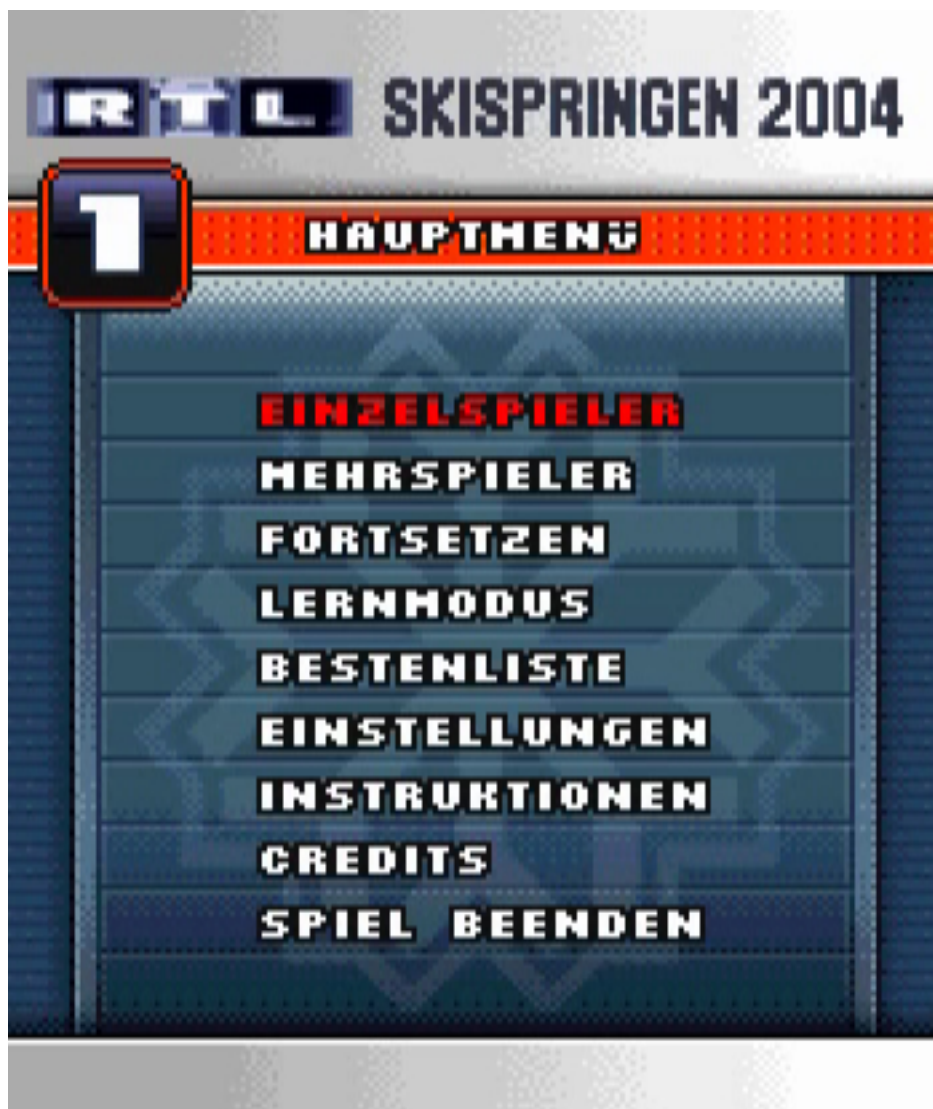 RTL SKISPRINGEN 2004
1 HAUPTMENÜ
EINZELSPIELER
MEHRSPIELER
FORTSETZEN
LERNMODUS
BESTENLISTE
EINSTELLUNGEN
INSTRUKTIONEN
CREDITS
SPIEL BEENDEN